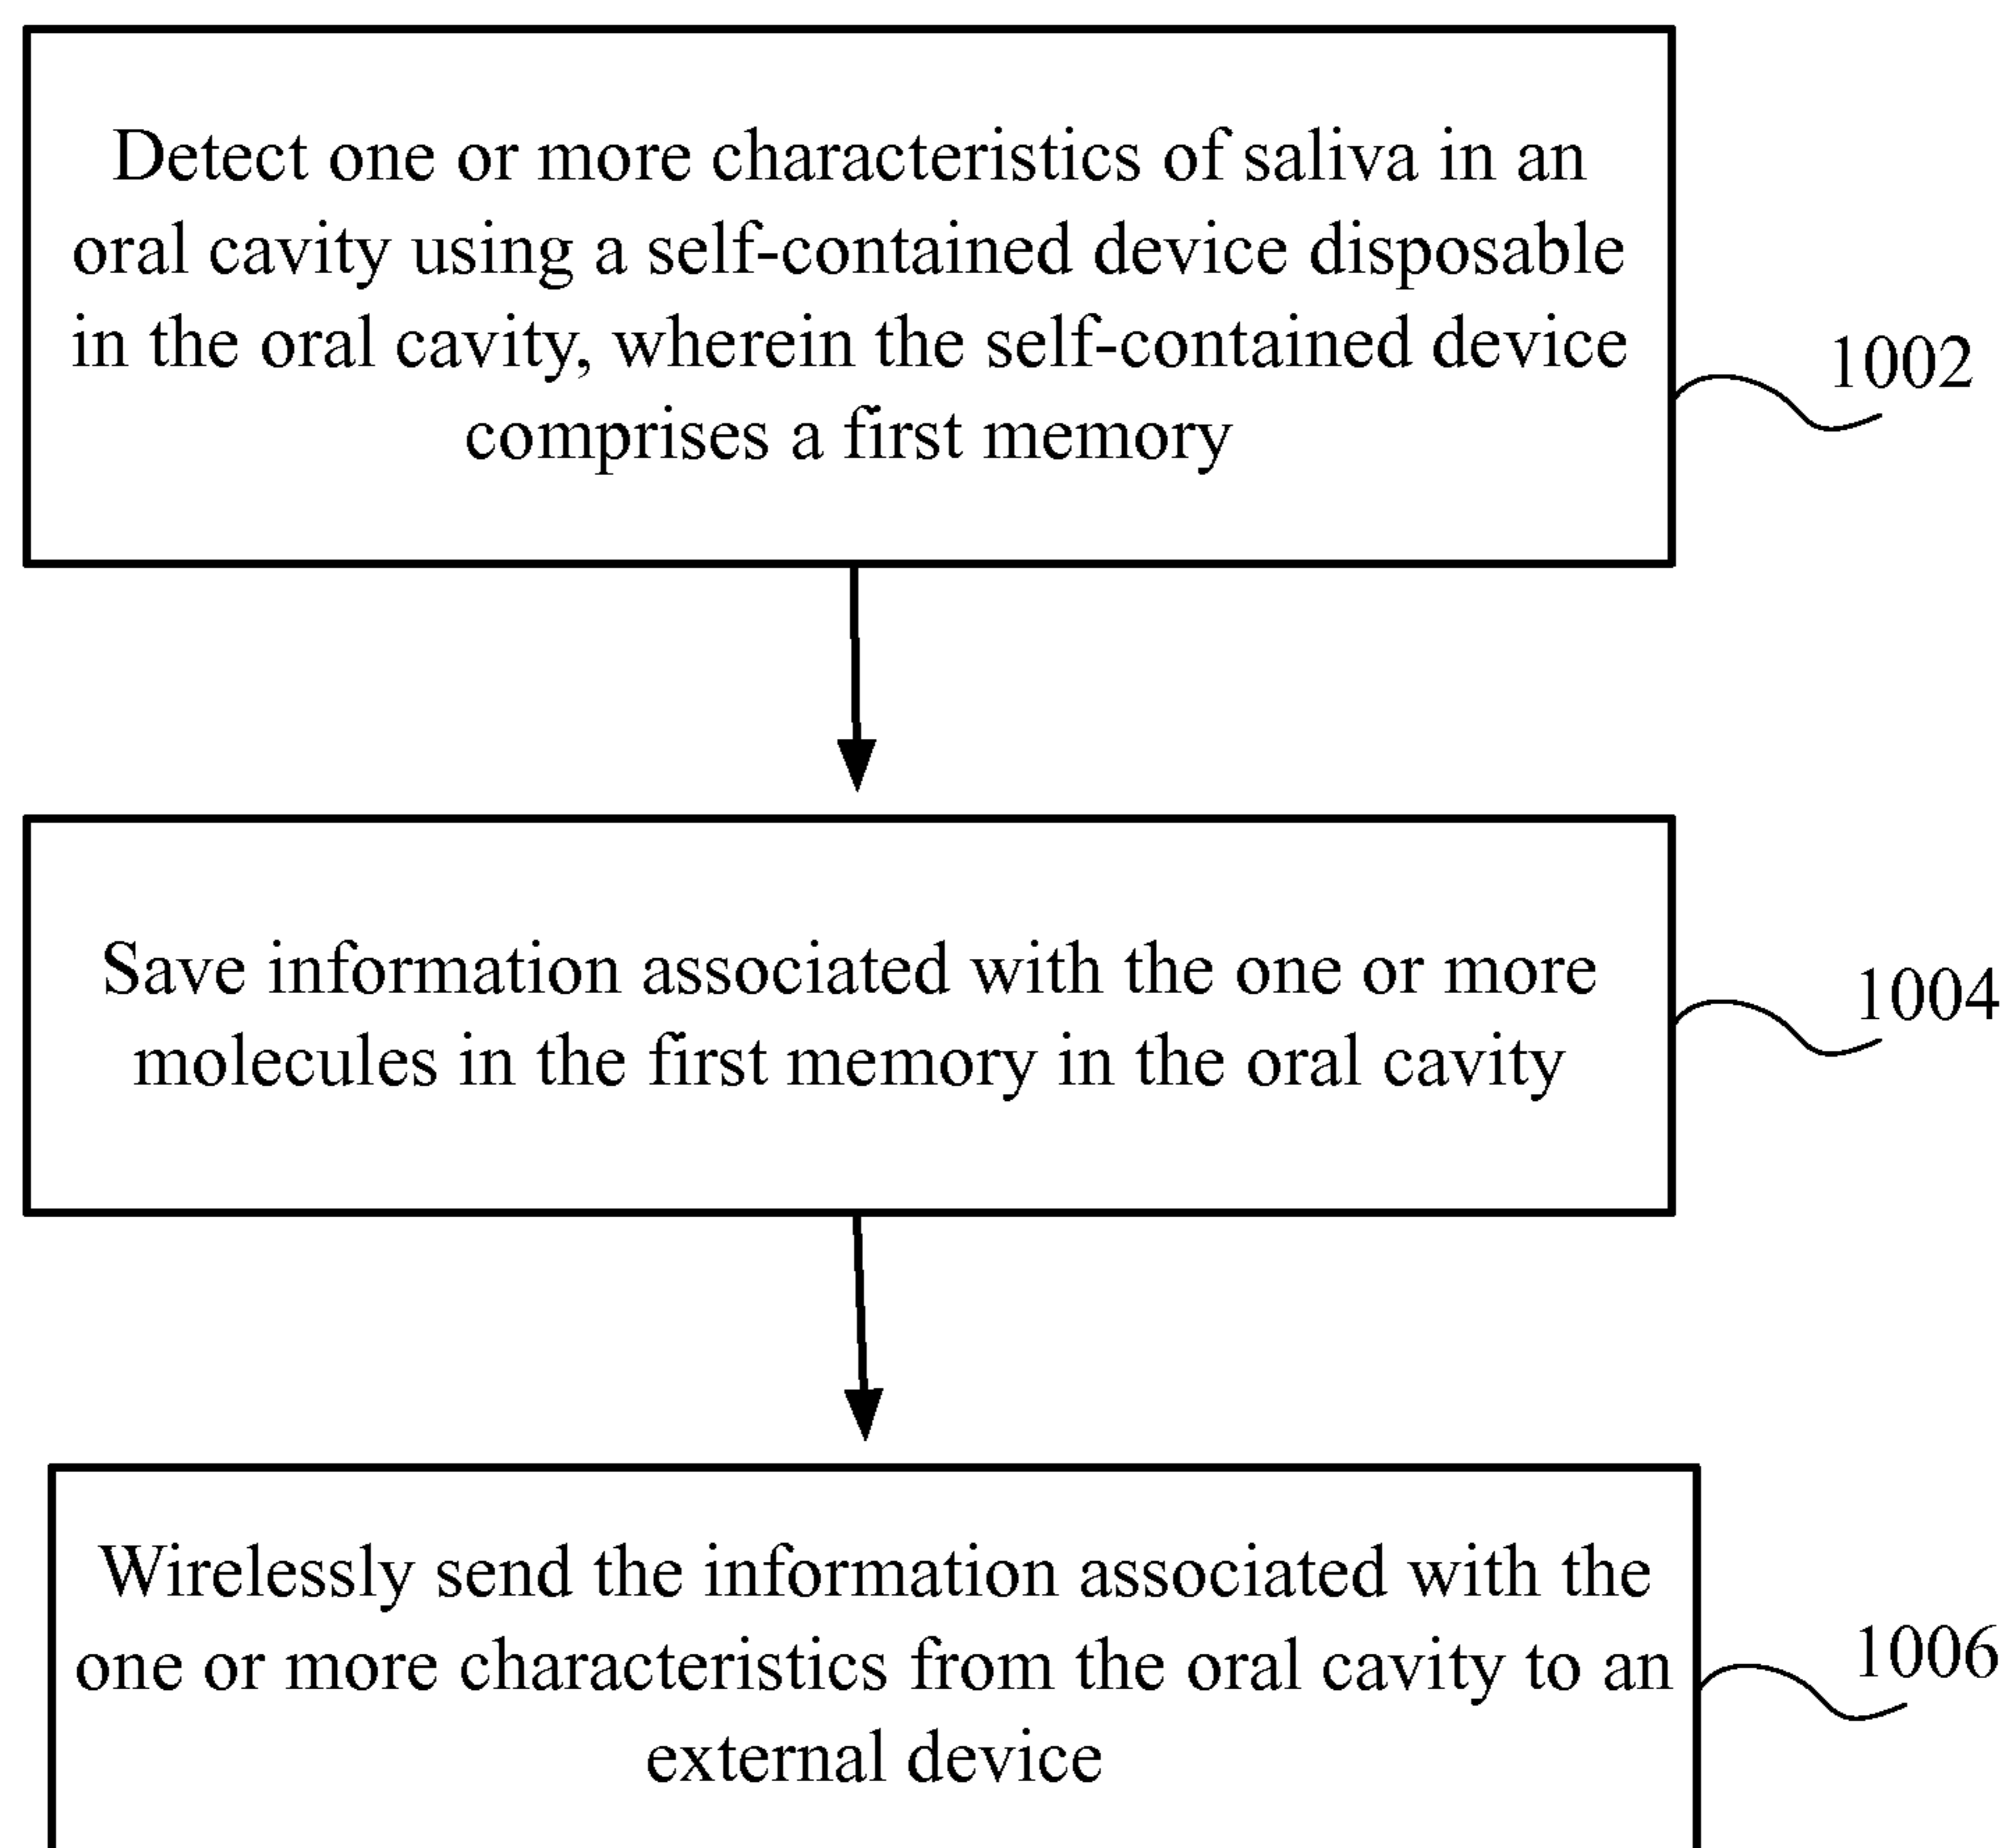 Detect one or more characteristics of saliva in an
oral cavity using a self-contained device disposable
in the oral cavity, wherein the self-contained device
comprises a first memory
1002
Save information associated with the one or more
molecules in the first memory in the oral cavity
1004
Wirelessly send the information associated with the
one or more characteristics from the oral cavity to an
external device
1006